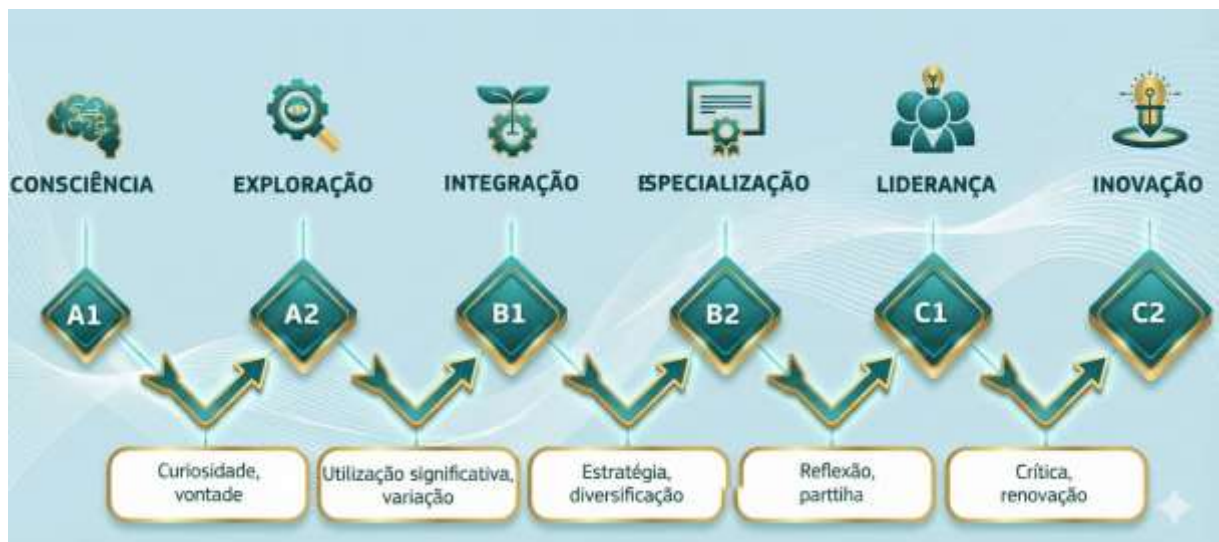 CONSCIÊNCIA
EXPLORAÇÃO
INTEGRAÇÃO
ESPECIALIZAÇÃO
LIDERANÇA
INOVAÇÃO
A1
A2
B1
B2
C1
C2
Curiosidade,
vontade
Utilização significativa,
variação
Estratégia,
diversificação
Reflexão,
parttiha
Crítica,
renovação